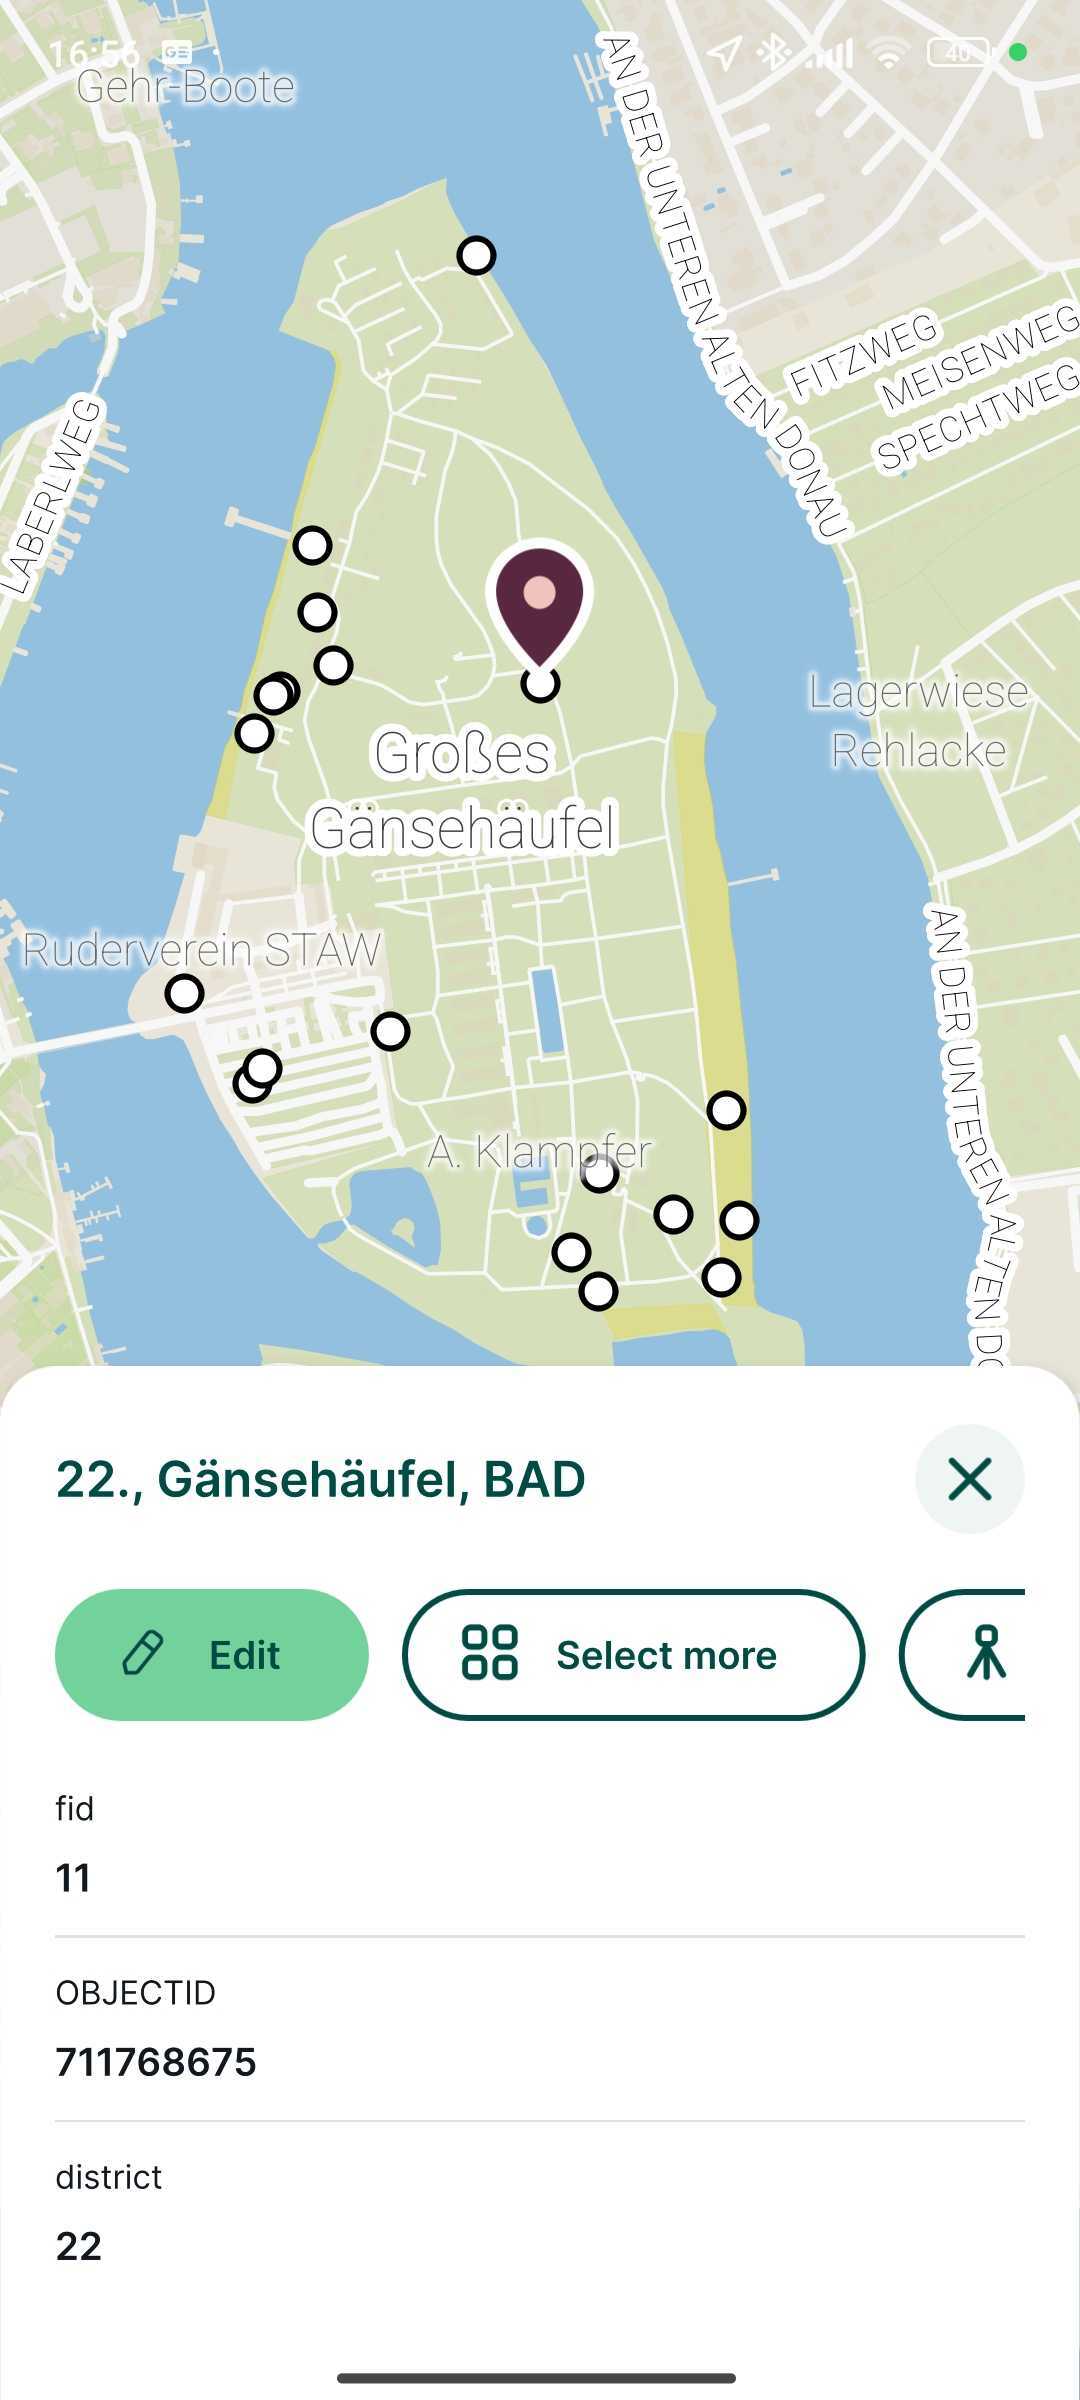 16:56
40
Gehr-Boote
AN DER UNTEREN ALTEN DONAU
FITZWEG
MEISENWEG
SPECHTWEG
LABERLWEG
Lagerwiese
Rehlacke
Großes
Gänsehäufel
Ruderverein STAW
AN DER UNTEREN ALTEN DO
A. Klampfer
22., Gänsehäufel, BAD
Edit
Select more
fid
11
OBJECTID
711768675
district
22